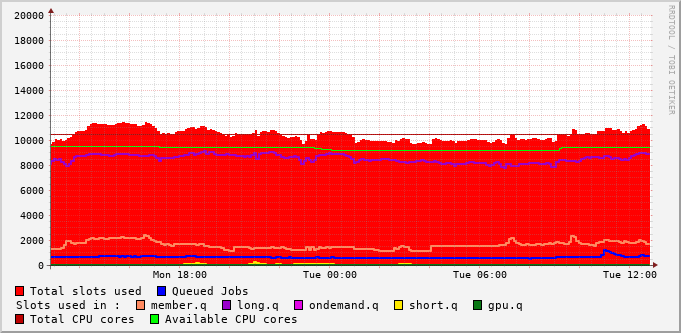 20000
18000
16000
14000
12000
10000
8000
6000
4000
2000
0
Mon 18:00 Tue 00:00 Tue 06:00 Tue 12:00
RRDTOOL / TOBI OETIKER
Total slots used Queued Jobs
Slots used in : member.q long.q ondemand.q short.q gpu.q
Total CPU cores Available CPU cores